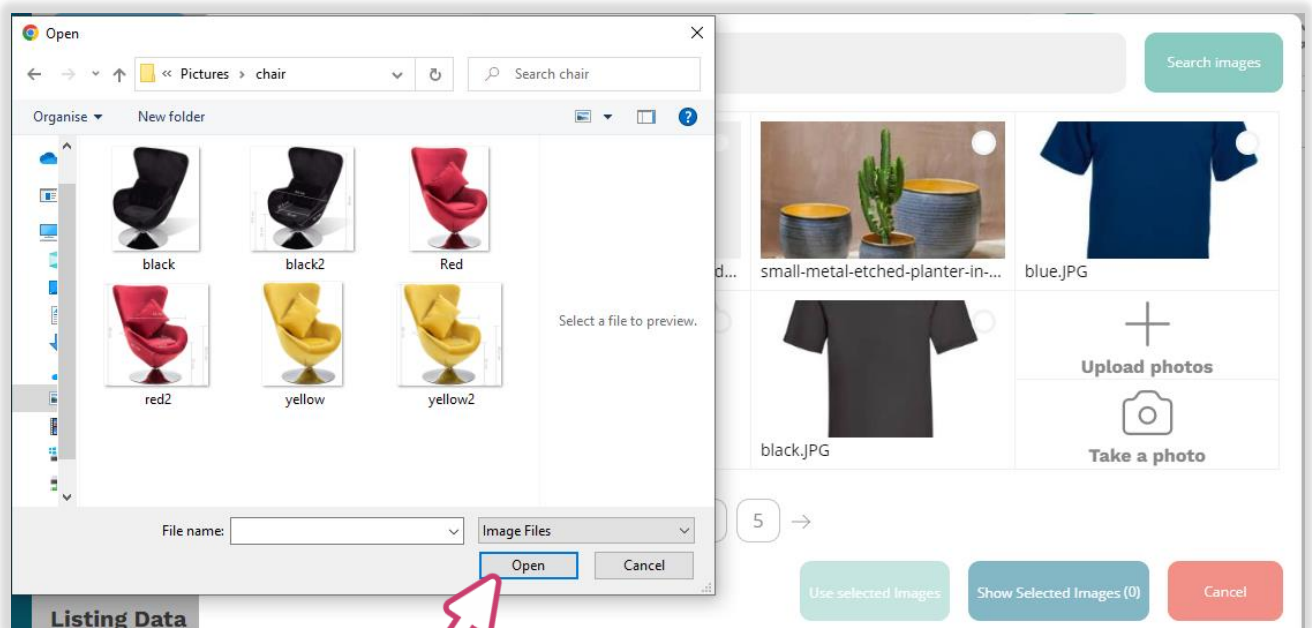 Open
« Pictures > chair
Search chair
Search images
Organise
New folder
black
black2
Red
red2
yellow
yellow2
Select a file to preview.
d...
small-metal-etched-planter-in-...
blue.JPG
Upload photos
black.JPG
Take a photo
5
File name:
Image Files
Open
Cancel
Use selected Images
Show Selected Images (0)
Cancel
Listing Data